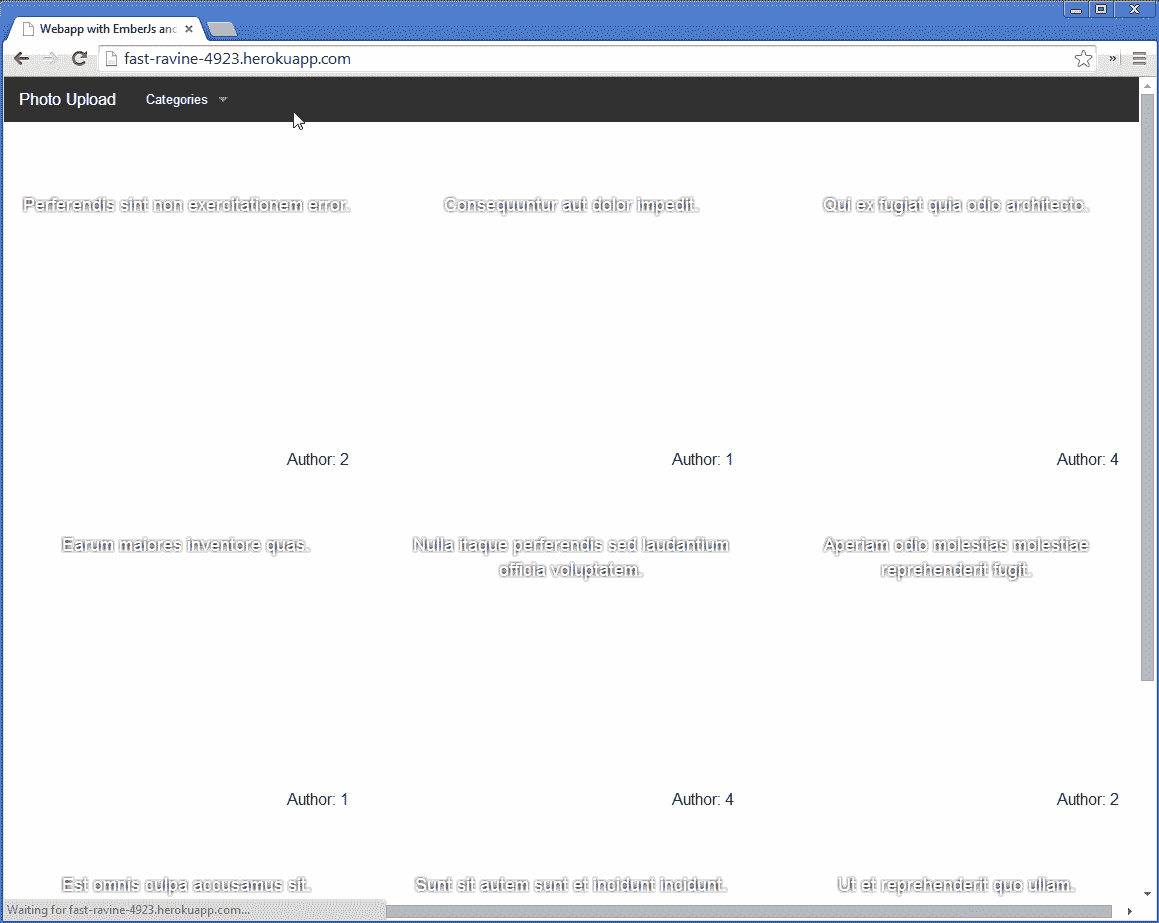 Webapp with EmberJs and
fast-ravine-4923.herokuapp.com
Photo Upload Categories
Perferendis sint non exercitationem error. Consequuntur aut dolor impedit. Qui ex fugiat quia odio architecto.
Author: 2 Author: 1 Author: 4
Earum maiores inventore quas. Nulla itaque perferendis sed laudantium Aperiam odio molestias molestiae
officia voluptatem. reprehenderit fugit.
Author: 1 Author: 4 Author: 2
Est omnis culpa accusamus sit. Sunt sit autem sunt et incidunt incidunt. Ut et reprehenderit quo ullam.
Waiting for fast-ravine-4923.herokuapp.com...